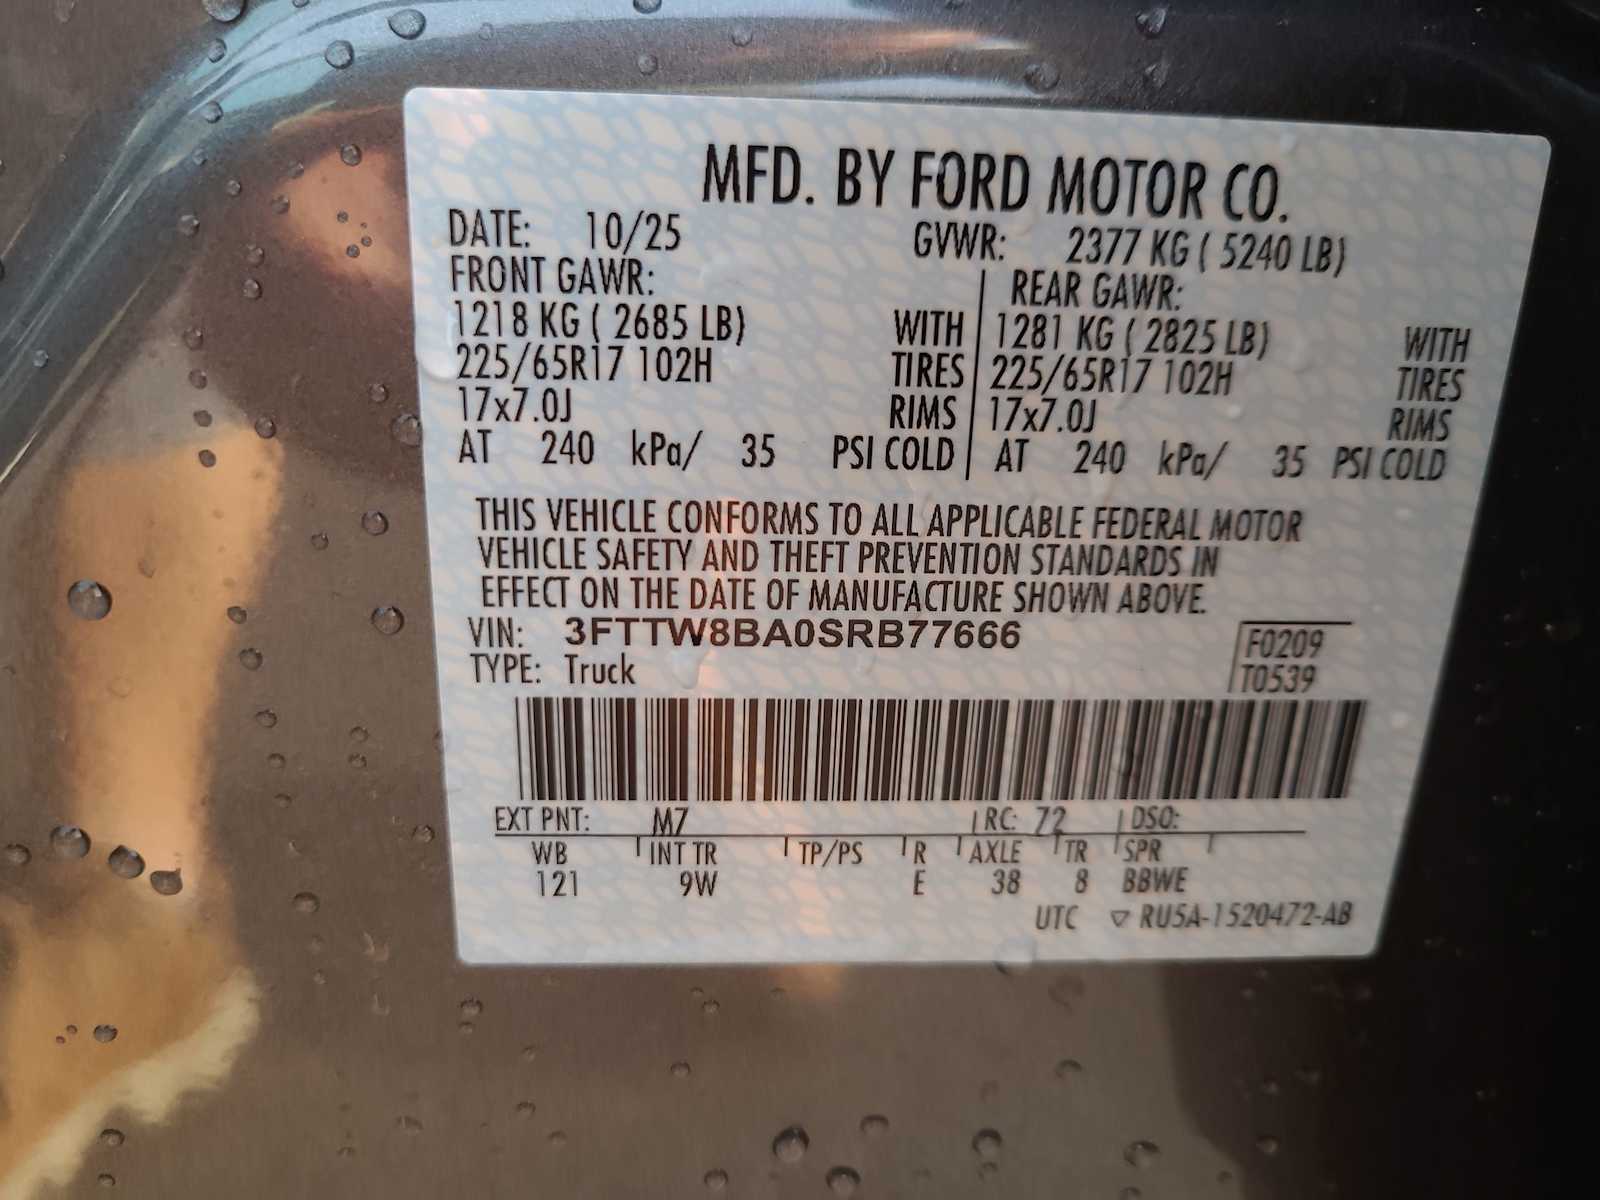 MFD. BY FORD MOTOR CO.
DATE: 10/25 GVWR: 2377 KG ( 5240 LB)
FRONT GAWR: REAR GAWR:
1218 KG ( 2685 LB) WITH 1281 KG ( 2825 LB) WITH
225/65R17 102H TIRES 225/65R17 102H TIRES
17x7.0J RIMS 17x7.0J RIMS
AT 240 kPa/ 35 PSI COLD AT 240 kPa/ 35 PSI COLD
THIS VEHICLE CONFORMS TO ALL APPLICABLE FEDERAL MOTOR
VEHICLE SAFETY AND THEFT PREVENTION STANDARDS IN
EFFECT ON THE DATE OF MANUFACTURE SHOWN ABOVE.
VIN: 3FTTW8BA0SRB77666 F0209
TYPE: Truck T0539
EXT PNT: M7 RC: 72 DSO:
WB INT TR TP/PS R AXLE TR SPR
121 9W E 38 8 BBWE
UTC ▽ RU5A-1520472-AB